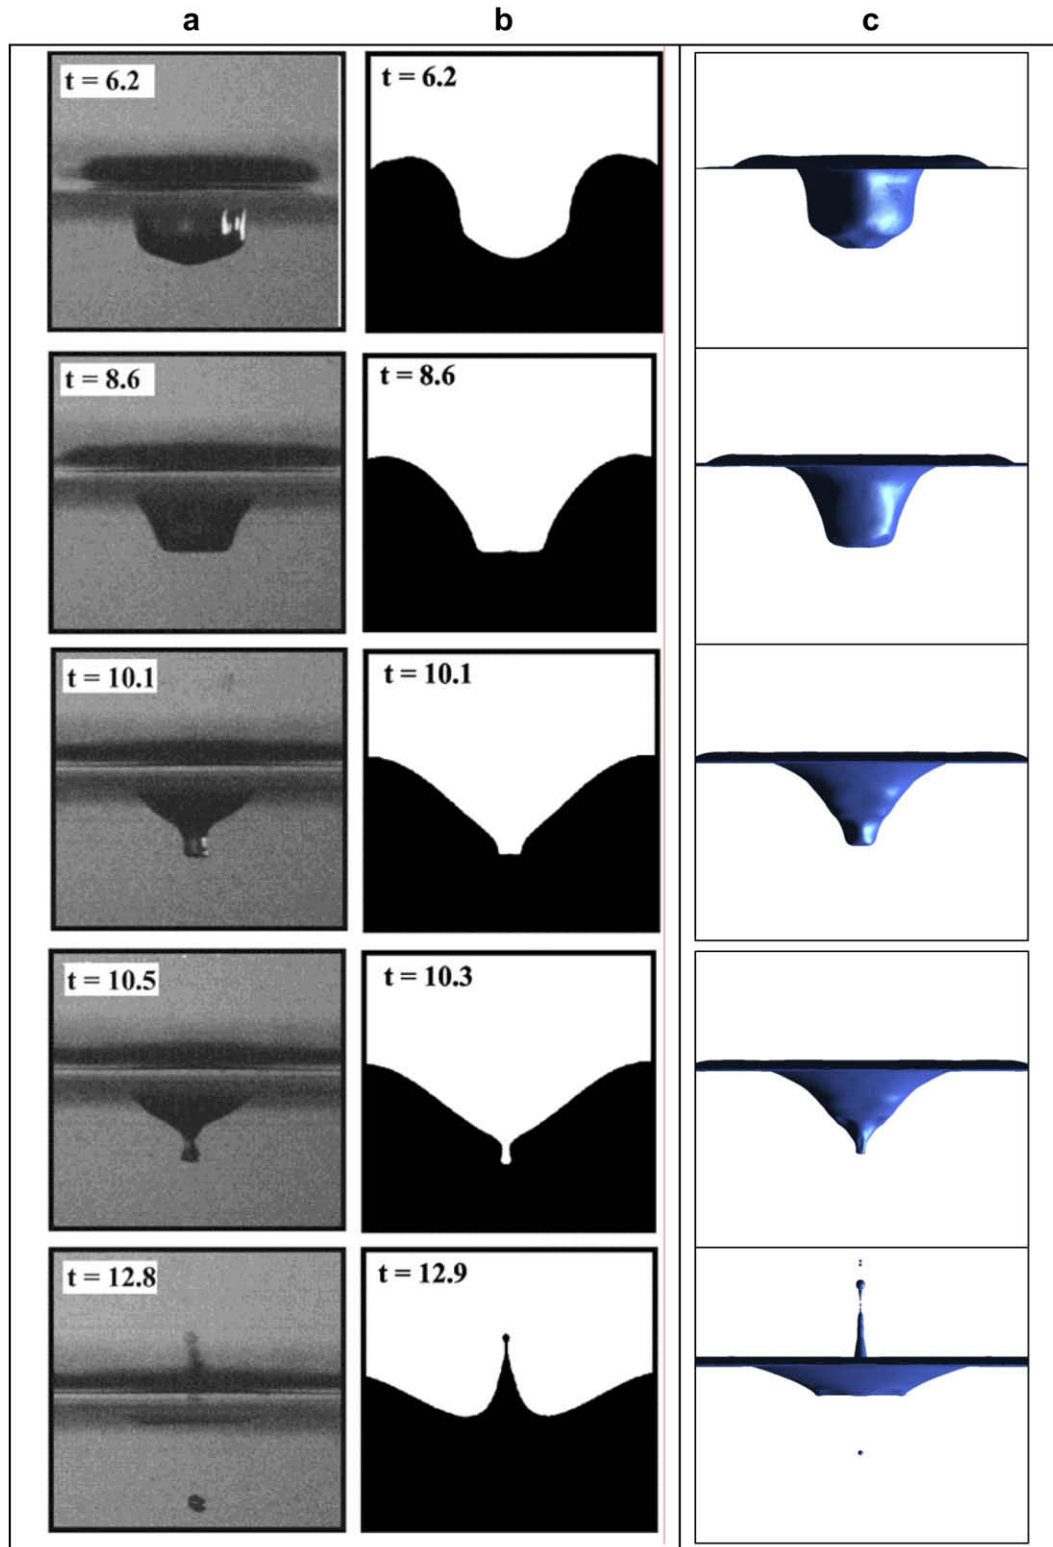 a b c
t = 6.2 t = 6.2
t = 8.6 t = 8.6
t = 10.1 t = 10.1
t = 10.5 t = 10.3
t = 12.8 t = 12.9